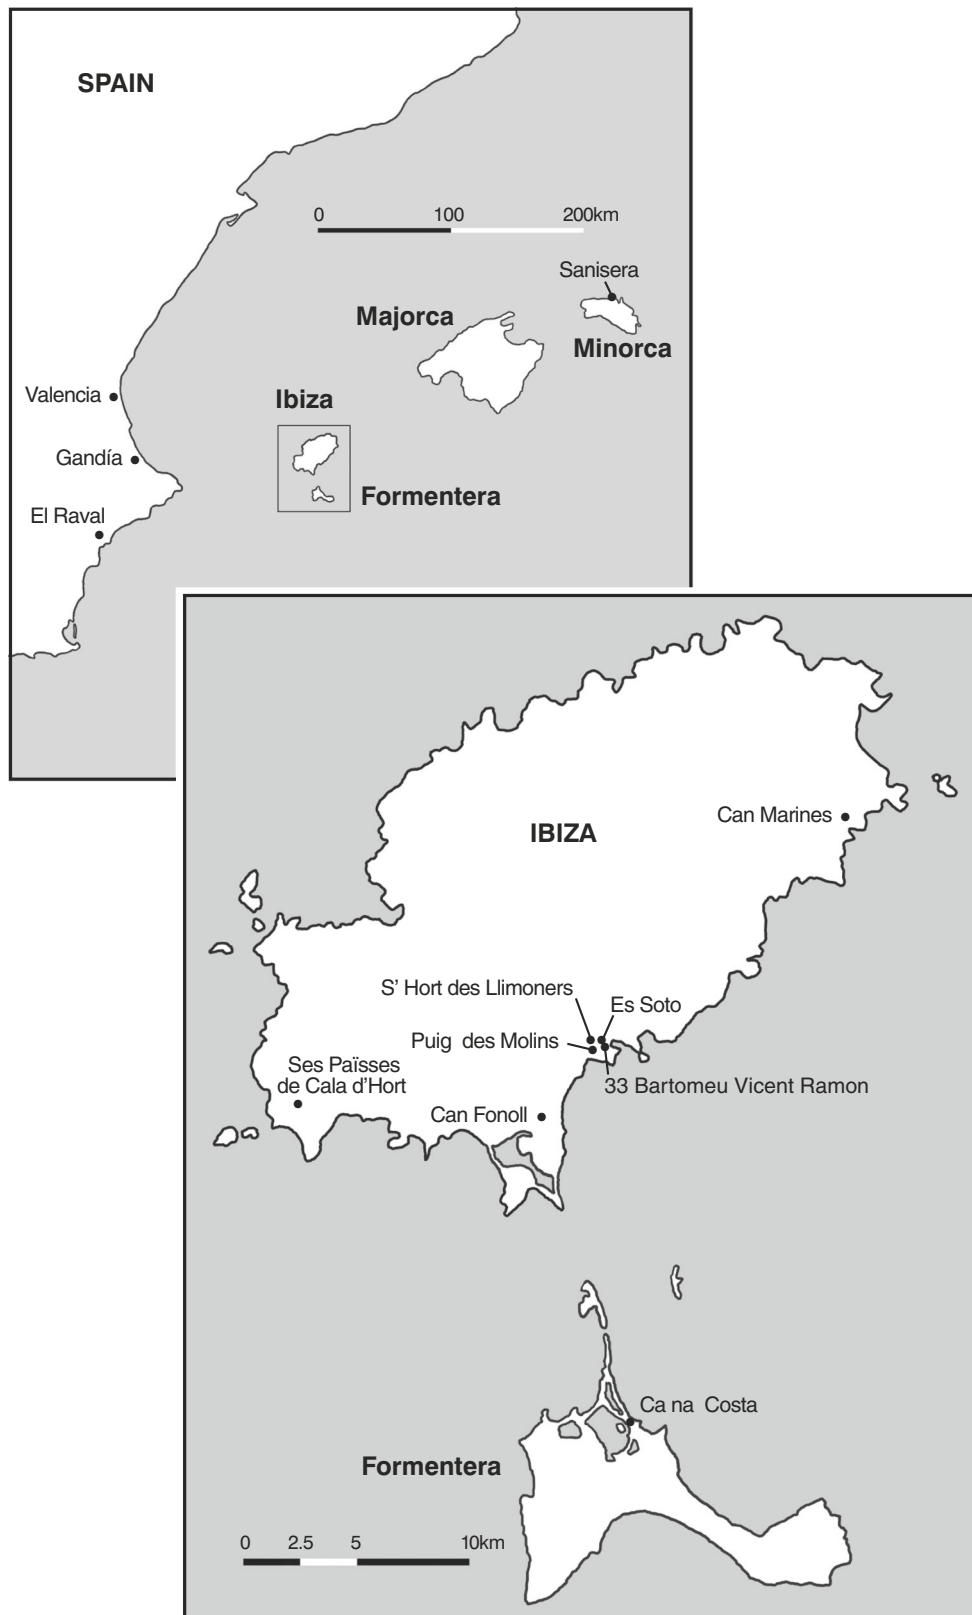 SPAIN
0 100 200km
Sanisera
Majorca
Minorca
Valencia
Ibiza
Gandía
Formentera
El Raval
Can Marines
IBIZA
S' Hort des Llimoners
Es Soto
Puig des Molins
Ses Païsses
de Cala d'Hort
33 Bartomeu Vicent Ramon
Can Fonoll
Ca na Costa
Formentera
0 2.5 5 10km